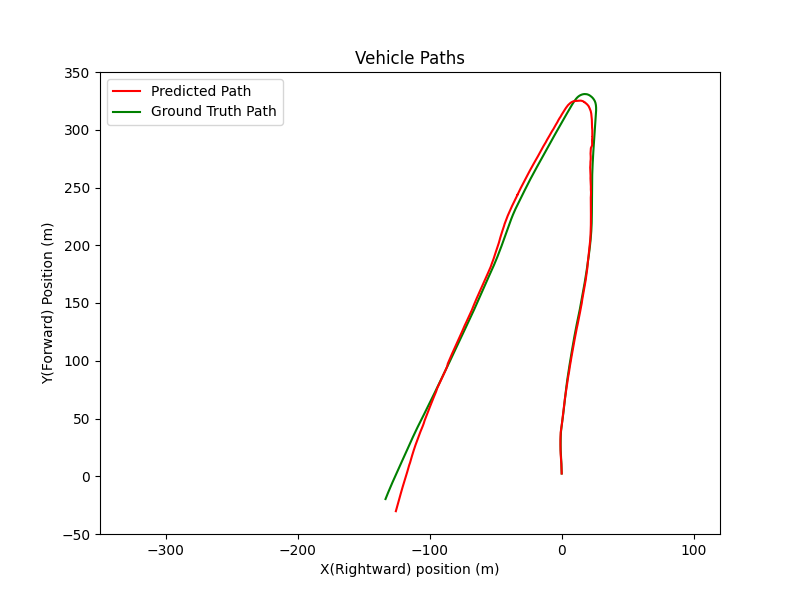 Vehicle Paths
Predicted Path
Ground Truth Path
350
300
250
200
150
100
50
0
−50
Y(Forward) Position (m)
−300
−200
−100
0
100
X(Rightward) position (m)